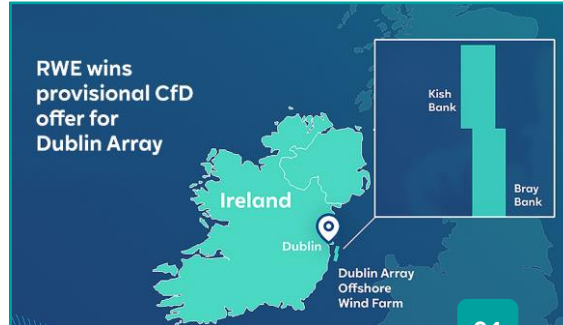 RWE wins
provisional CfD
offer for
Dublin Array
Kish
Bank
Bray
Bank
Ireland
Dublin
Dublin Array
Offshore
Wind Farm